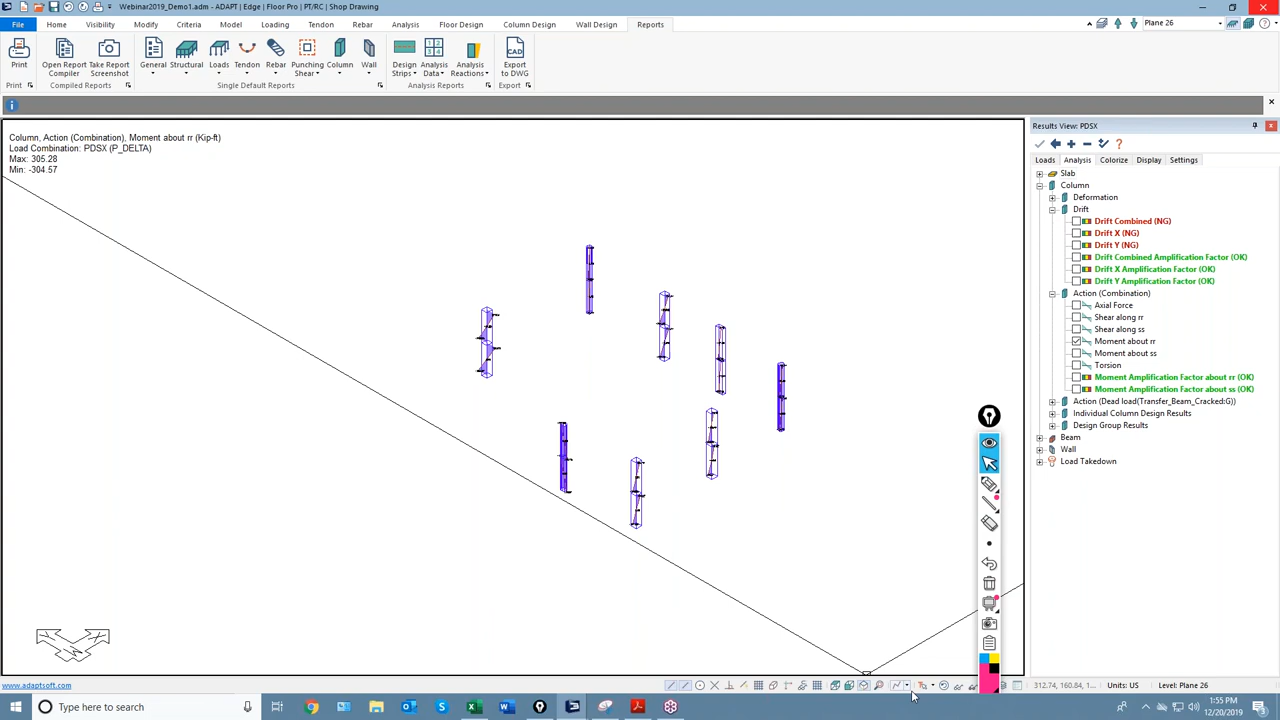 Webinar2019_Demo1.adm - ADAPT | Edge | Floor Pro | PT/RC | Shop Drawing
File Home Visibility Modify Criteria Model Loading Tendon Rebar Analysis Floor Design Column Design Wall Design Reports
Plane 26
Print Open Report Compiler Take Report Screenshot General Structural Loads Tendon Rebar Punching Shear Column Wall Design Strips Analysis Data Analysis Reactions Export to DWG
Print Compiled Reports Single Default Reports Analysis Reports Export
Column, Action (Combination), Moment about rr (Kip-ft)
Load Combination: PDSX (P_DELTA)
Max: 305.28
Min: -304.57
Results View: PDSX
Loads Analysis Colorize Display Settings
Slab
Column
Deformation
Drift
Drift Combined (NG)
Drift X (NG)
Drift Y (NG)
Drift Combined Amplification Factor (OK)
Drift X Amplification Factor (OK)
Drift Y Amplification Factor (OK)
Action (Combination)
Axial Force
Shear along rr
Shear along ss
Moment about rr
Moment about ss
Torsion
Moment Amplification Factor about rr (OK)
Moment Amplification Factor about ss (OK)
Action (Dead load(Transfer_Beam_Cracked:G))
Individual Column Design Results
Design Group Results
Beam
Wall
Load Takedown
www.adaptsoft.com
312.74, 160.84, 1... Units: US Level: Plane 26
Type here to search
1:55 PM
12/20/2019